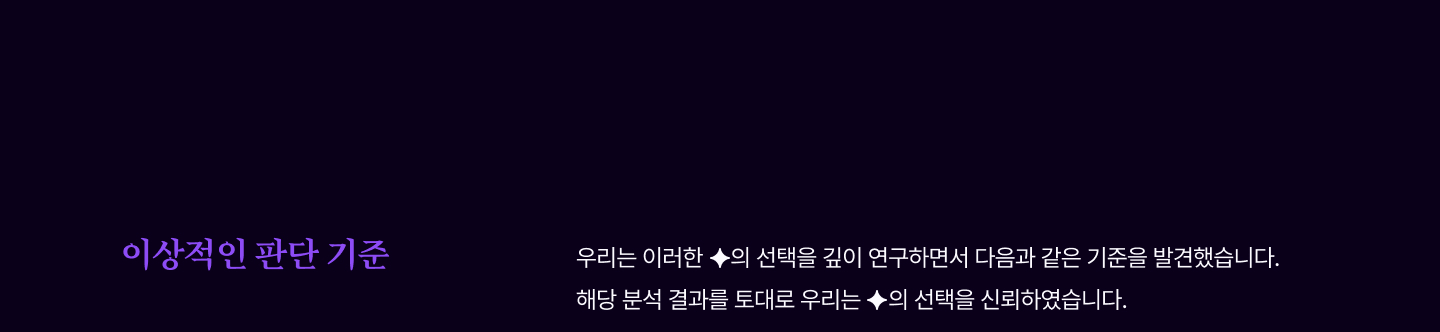 이상적인 판단 기준
우리는 이러한 ✦의 선택을 깊이 연구하면서 다음과 같은 기준을 발견했습니다.
해당 분석 결과를 토대로 우리는 ✦의 선택을 신뢰하였습니다.